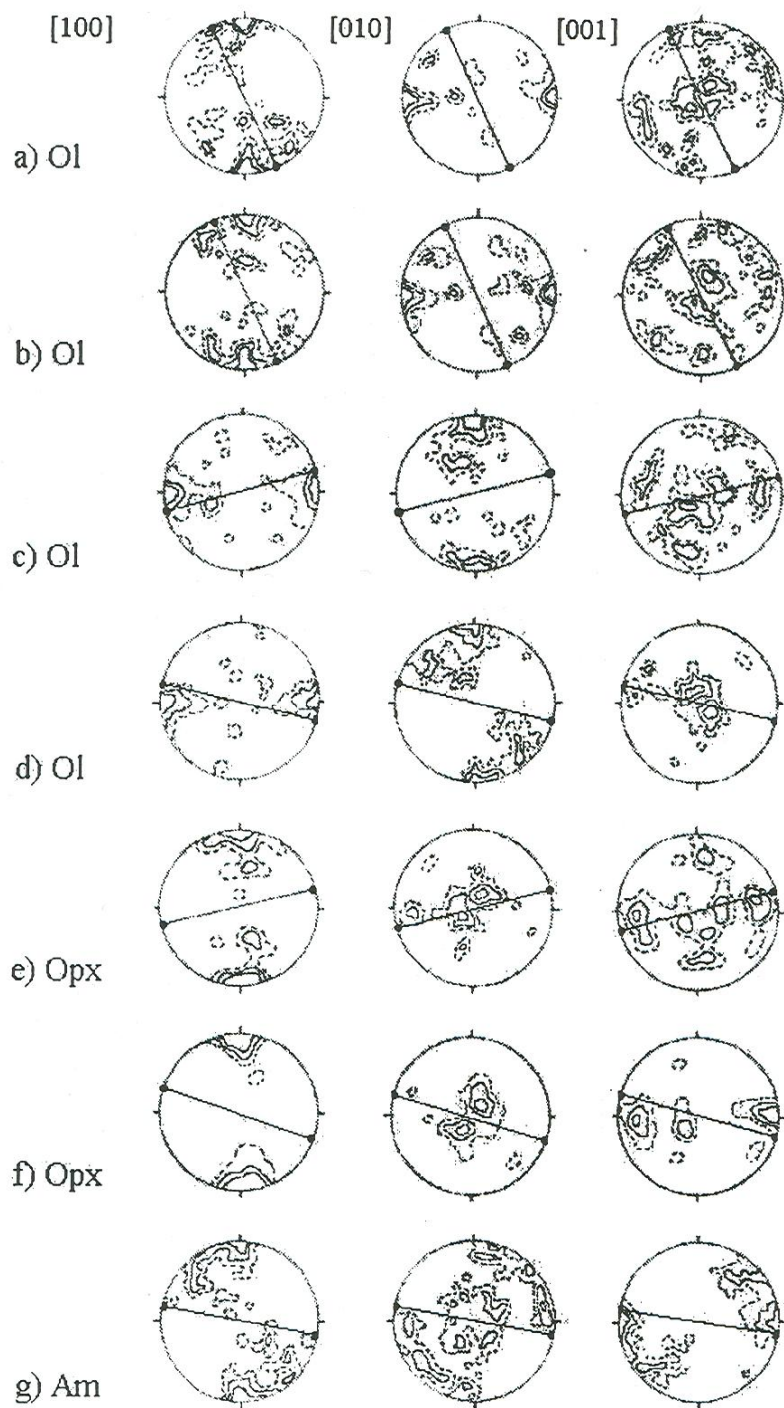 [100] [010] [001]
a) Ol
b) Ol
c) Ol
d) Ol
e) Opx
f) Opx
g) Am